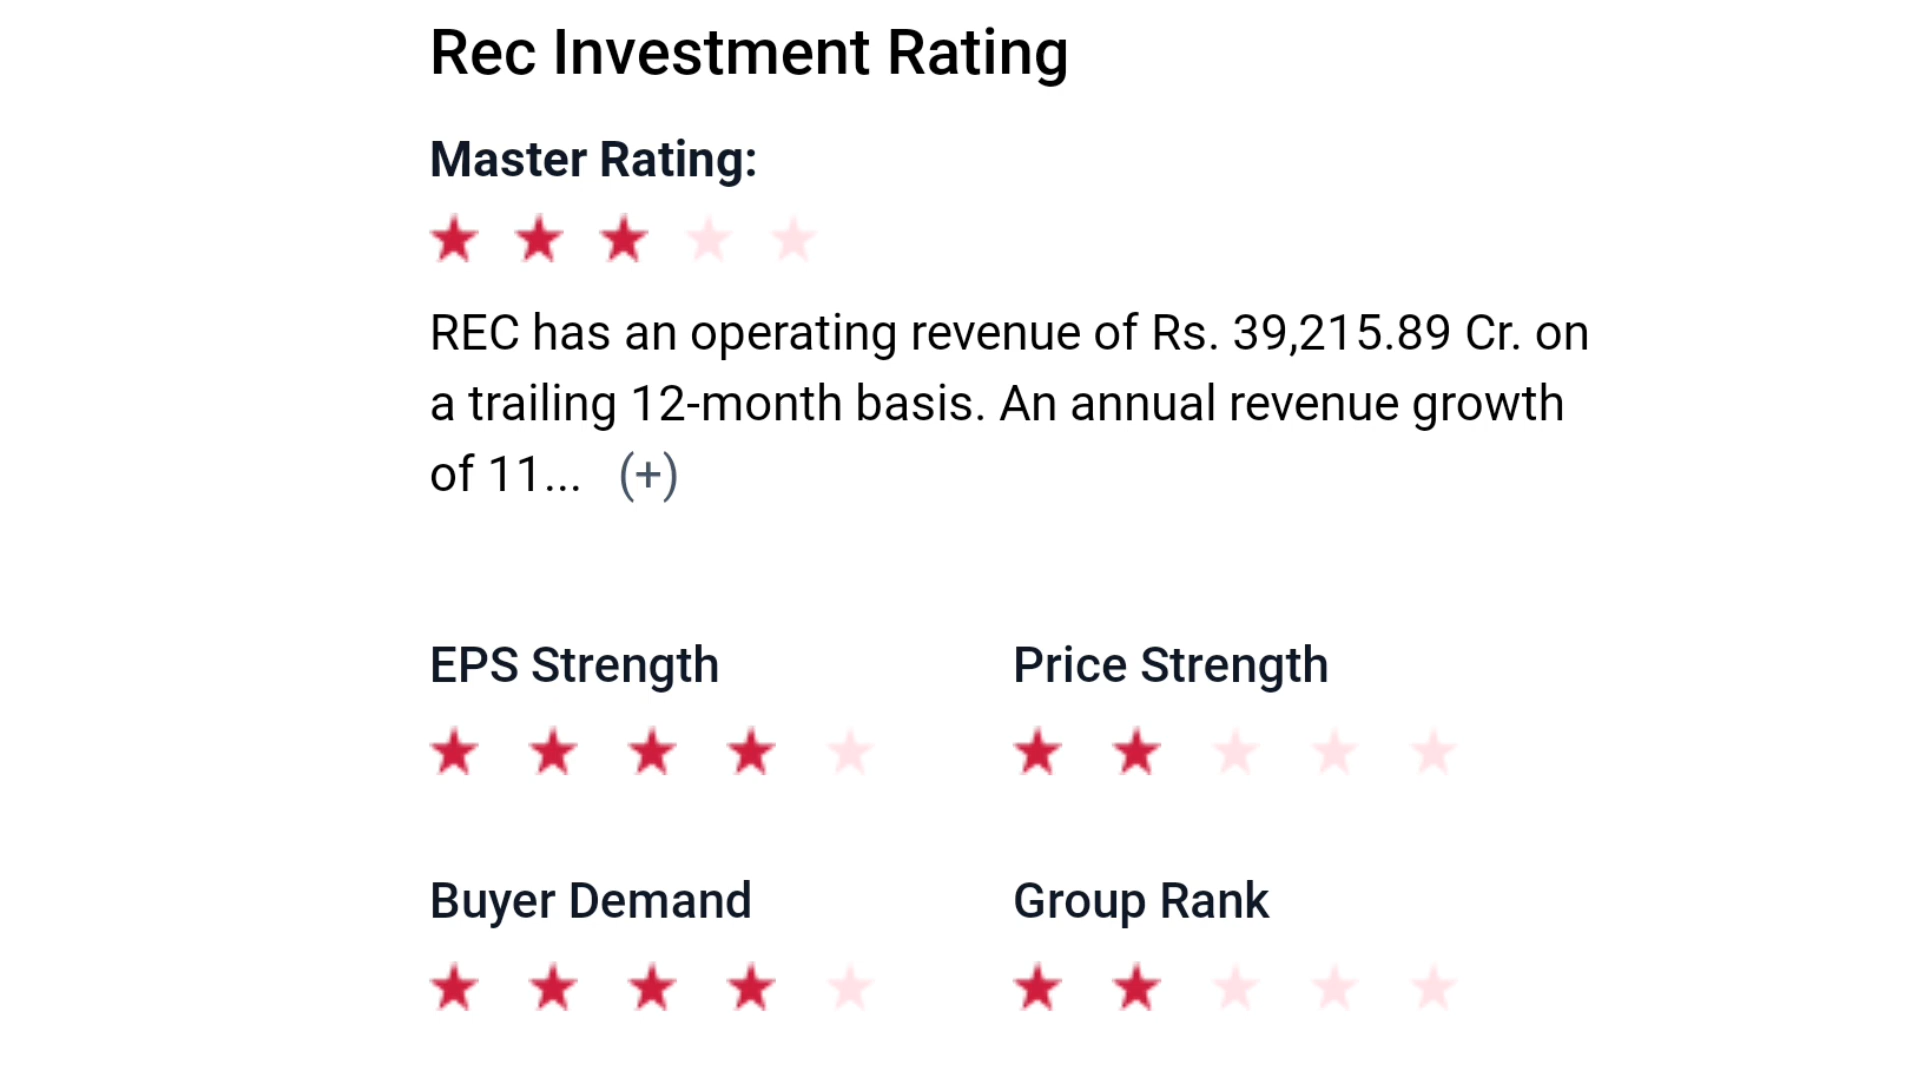 Rec Investment Rating
Master Rating:
REC has an operating revenue of Rs. 39,215.89 Cr. on
a trailing 12-month basis. An annual revenue growth
of 11... (+)
EPS Strength
Price Strength
Buyer Demand
Group Rank